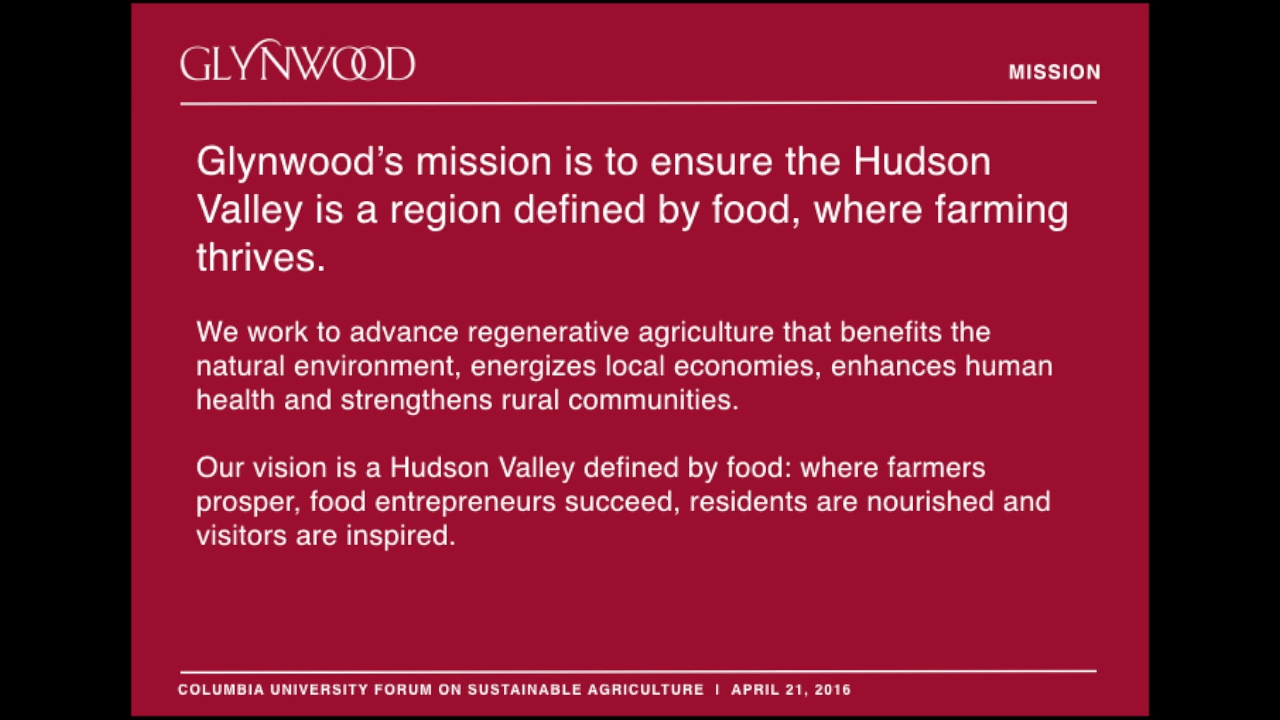 GLYNWOOD
MISSION
Glynwood’s mission is to ensure the Hudson
Valley is a region defined by food, where farming
thrives.
We work to advance regenerative agriculture that benefits the
natural environment, energizes local economies, enhances human
health and strengthens rural communities.
Our vision is a Hudson Valley defined by food: where farmers
prosper, food entrepreneurs succeed, residents are nourished and
visitors are inspired.
COLUMBIA UNIVERSITY FORUM ON SUSTAINABLE AGRICULTURE | APRIL 21, 2016